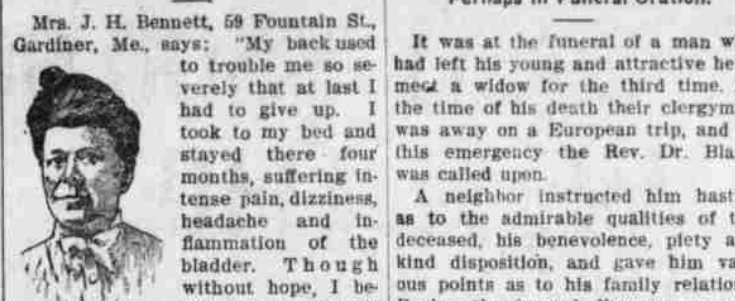 Mrs. J. H. Bennett, 59 Fountain St.,
Gardiner, Me., says: "My back used
to trouble me so se-
verely that at last I
had to give up. I
took to my bed and
stayed there four
months, suffering in-
tense pain, dizziness,
headache and in-
flammation of the
bladder. Though
without hope, I be-
It was at the funeral of a man w
had left his young and attractive he
meet a widow for the third time.
the time of his death their clergym
was away on a European trip, and
this emergency the Rev. Dr. Bla
was called upon.
A neighbor instructed him hast
as to the admirable qualities of t
deceased, his benevolence, piety a
kind disposition, and gave him va
ous points as to his family relation